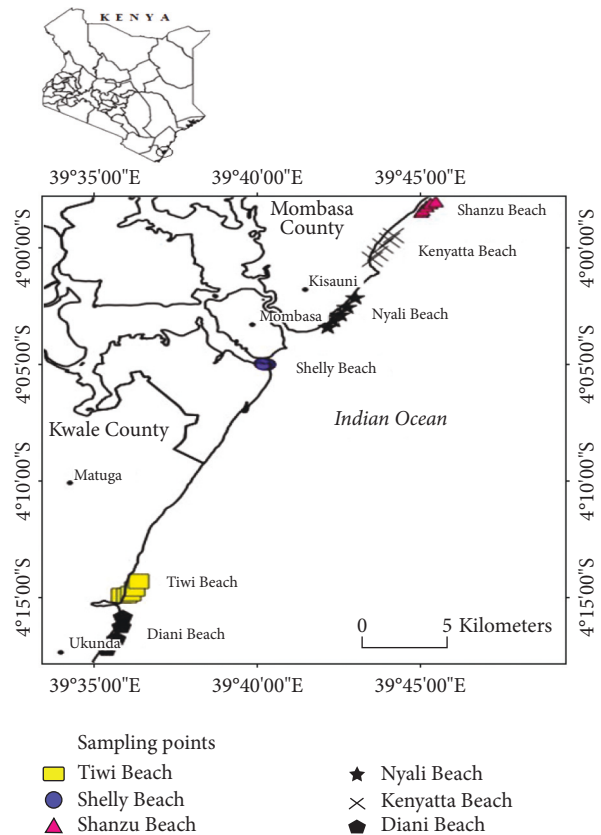 KENYA
39°35'00"E 39°40'00"E 39°45'00"E
Mombasa
County
Shanzu Beach
4°00'00"S
Kenyatta Beach
Kisauni
Mombasa
Nyali Beach
4°05'00"S
Shelly Beach
Indian Ocean
Kwale County
Matuga
4°10'00"S
Tiwi Beach
4°15'00"S
Diani Beach
Ukunda
0 5 Kilometers
4°00'00"S
4°05'00"S
4°10'00"S
4°15'00"S
39°35'00"E 39°40'00"E 39°45'00"E
Sampling points
Tiwi Beach
Shelly Beach
Shanzu Beach
Nyali Beach
Kenyatta Beach
Diani Beach